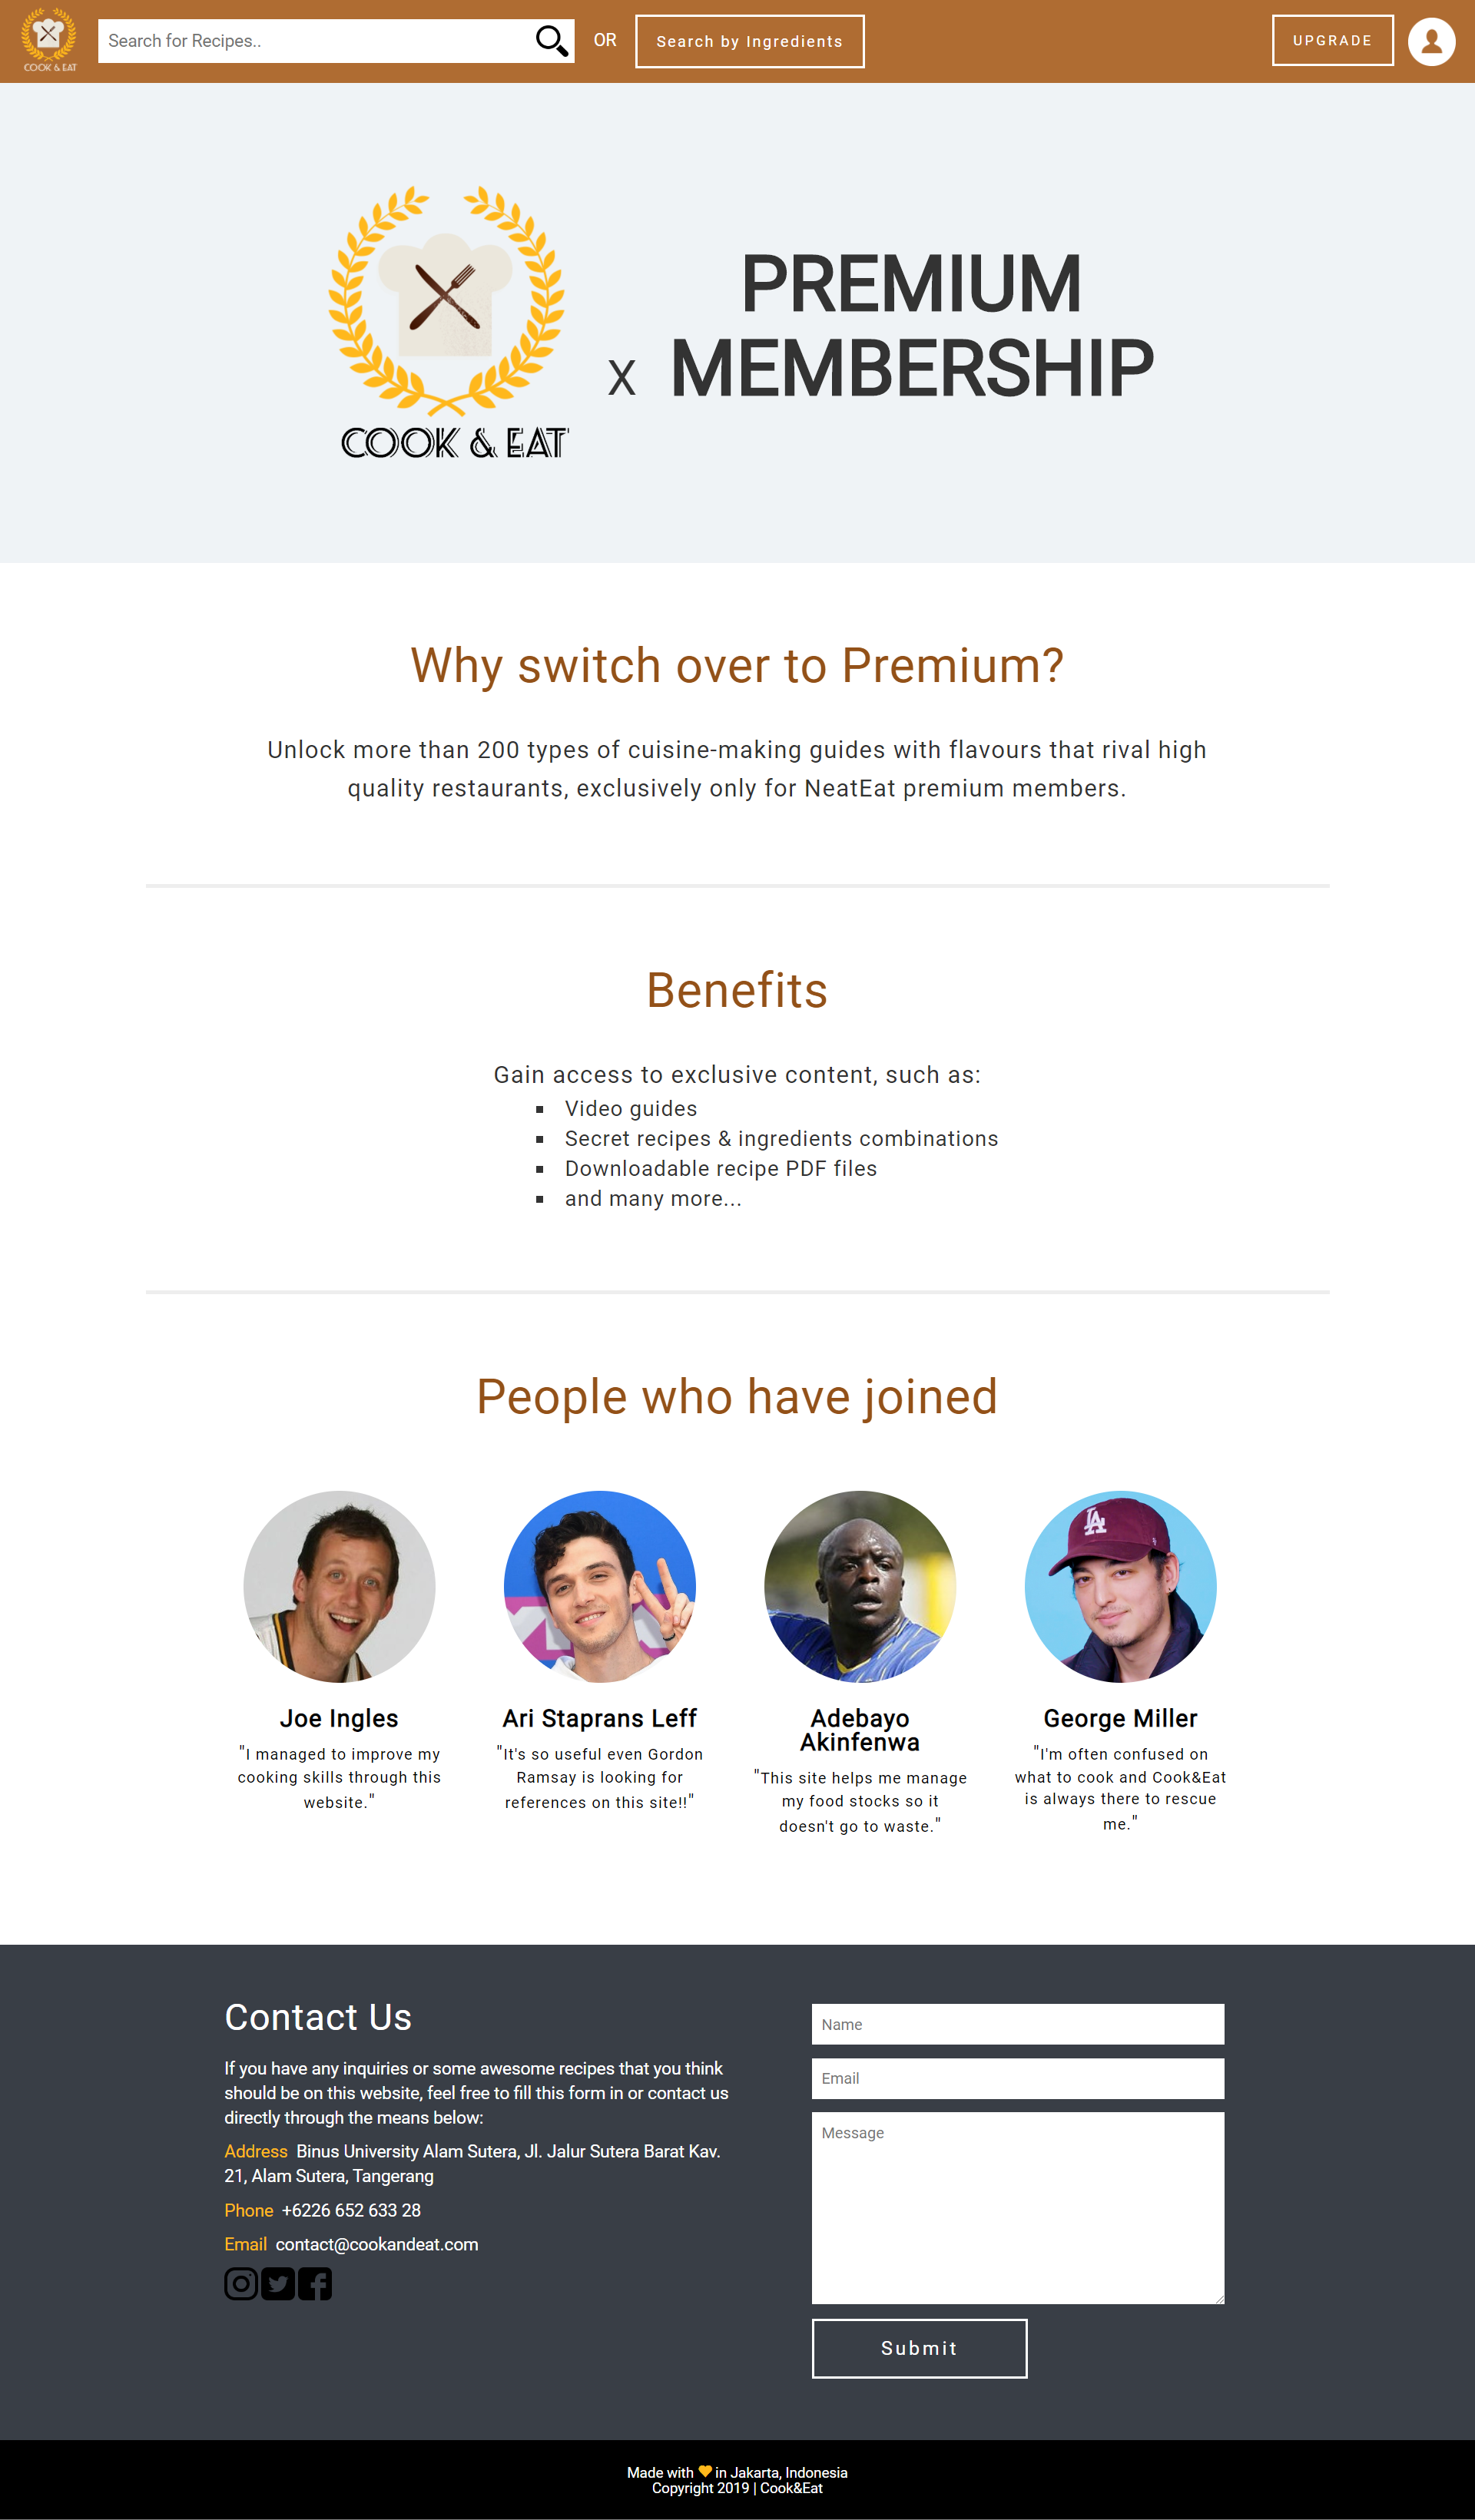 COOK & EAT
Search for Recipes..
OR
Search by Ingredients
UPGRADE
COOK & EAT
X
PREMIUM
MEMBERSHIP
Why switch over to Premium?
Unlock more than 200 types of cuisine-making guides with flavours that rival high
quality restaurants, exclusively only for NeatEat premium members.
Benefits
Gain access to exclusive content, such as:
Video guides
Secret recipes & ingredients combinations
Downloadable recipe PDF files
and many more...
People who have joined
LA
Joe Ingles
"I managed to improve my
cooking skills through this
website."
Ari Staprans Leff
"It's so useful even Gordon
Ramsay is looking for
references on this site!!"
Adebayo
Akinfenwa
"This site helps me manage
my food stocks so it
doesn't go to waste."
George Miller
"I'm often confused on
what to cook and Cook&Eat
is always there to rescue
me."
Contact Us
If you have any inquiries or some awesome recipes that you think
should be on this website, feel free to fill this form in or contact us
directly through the means below:
Address Binus University Alam Sutera, Jl. Jalur Sutera Barat Kav.
21, Alam Sutera, Tangerang
Phone +6226 652 633 28
Email contact@cookandeat.com
Name
Email
Message
Submit
Made with 🧡 in Jakarta, Indonesia
Copyright 2019 | Cook&Eat